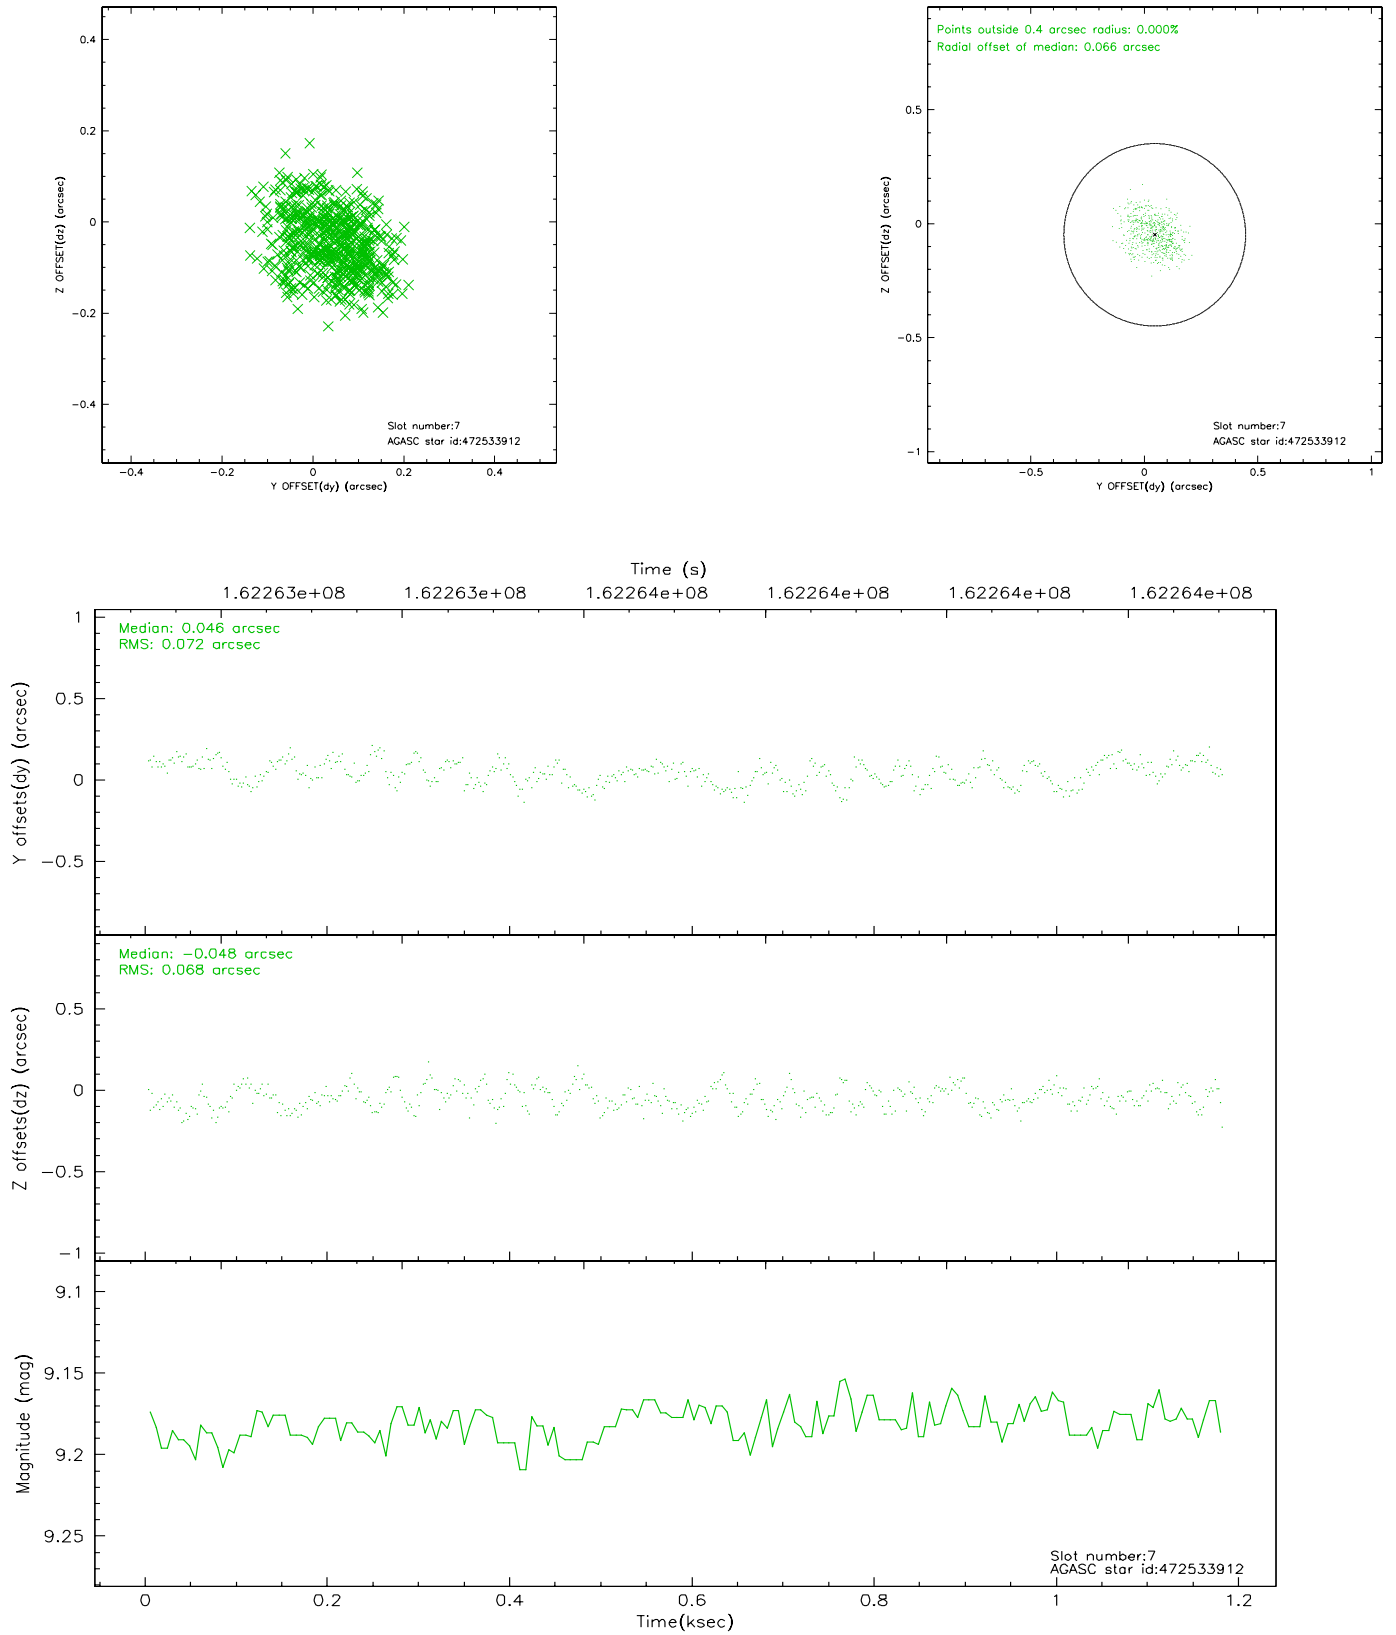 0.4
0.2
0
−0.2
−0.4
Z OFFSET(dz) (arcsec)
Slot number:7
AGASC star id:472533912
−0.4 −0.2 0 0.2 0.4
Y OFFSET(dy) (arcsec)
Points outside 0.4 arcsec radius: 0.000%
Radial offset of median: 0.066 arcsec
0.5
0
−0.5
−1
Z OFFSET(dz) (arcsec)
Slot number:7
AGASC star id:472533912
−0.5 0 0.5 1
Y OFFSET(dy) (arcsec)
Time (s)
1.62263e+08 1.62263e+08 1.62264e+08 1.62264e+08 1.62264e+08 1.62264e+08
Median: 0.046 arcsec
RMS: 0.072 arcsec
1
0.5
0
−0.5
Y offsets(dy) (arcsec)
Median: −0.048 arcsec
RMS: 0.068 arcsec
0.5
0
−0.5
−1
Z offsets(dz) (arcsec)
9.1
9.15
9.2
9.25
Magnitude (mag)
Slot number:7
AGASC star id:472533912
0 0.2 0.4 0.6 0.8 1 1.2
Time(ksec)